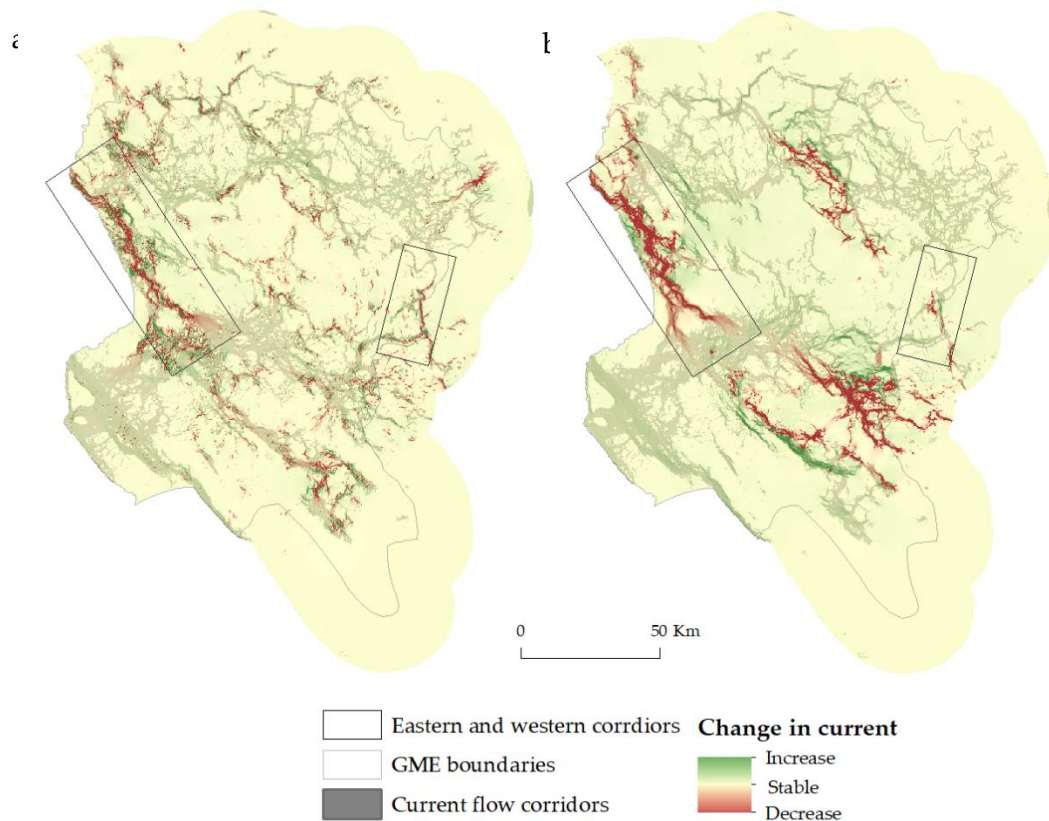 a
b
0 50 Km
Eastern and western corrdiors
GME boundaries
Current flow corridors
Change in current
Increase
Stable
Decrease